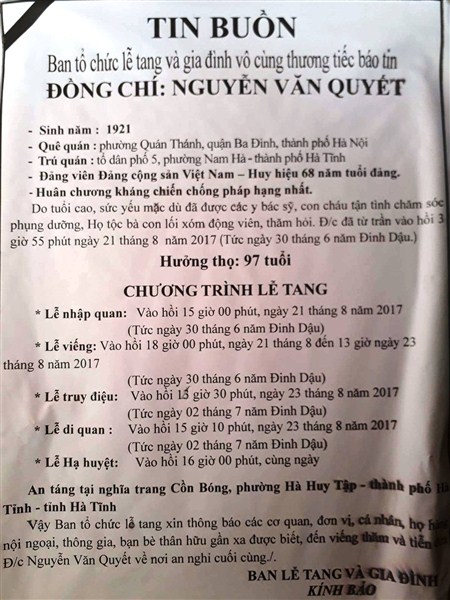 TIN BUỒN
Ban tổ chức lễ tang và gia đình vô cùng thương tiếc báo tin
ĐỒNG CHÍ: NGUYỄN VĂN QUYẾT
- Sinh năm : 1921
- Quê quán: phường Quán Thánh, quận Ba Đình, thành phố Hà Nội
- Trú quán: tổ dân phố 5, phường Nam Hà - thành phố Hà Tĩnh
- Đảng viên Đảng cộng sản Việt Nam – Huy hiệu 68 năm tuổi đảng.
- Huân chương kháng chiến chống pháp hạng nhất.
Do tuổi cao, sức yếu mặc dù đã được các y bác sỹ, con cháu tận tình chăm sóc
phụng dưỡng, Họ tộc bà con lối xóm động viên, thăm hỏi. Đ/c đã từ trần vào hồi 3
giờ 55 phút ngày 21 tháng 8 năm 2017 (Tức ngày 30 tháng 6 năm Đinh Dậu.)
Hưởng thọ: 97 tuổi
CHƯƠNG TRÌNH LỄ TANG
* Lễ nhập quan: Vào hồi 15 giờ 00 phút, ngày 21 tháng 8 năm 2017
(Tức ngày 30 tháng 6 năm Đinh Dậu)
* Lễ viếng: Vào hồi 18 giờ 00 phút, ngày 21 tháng 8 đến 13 giờ ngày 23
tháng 8 năm 2017
(Tức ngày 30 tháng 6 năm Đinh Dậu)
* Lễ truy điệu: Vào hồi giờ 30 phút, ngày 23 tháng 8 năm 2017
(Tức ngày 02 tháng 7 năm Đinh Dậu)
* Lễ di quan : Vào hồi 15 giờ 10 phút, ngày 23 tháng 8 năm 2017
(Tức ngày 02 tháng 7 năm Đinh Dậu)
* Lễ Hạ huyệt: Vào hồi 16 giờ 00 phút, cùng ngày
An táng tại nghĩa trang Cồn Bóng, phường Hà Huy Tập - thành phố Hà
Tĩnh - tỉnh Hà Tĩnh
Vậy Ban tổ chức lễ tang xin thông báo các cơ quan, đơn vị, cá nhân, họ hàng
nội ngoại, thông gia, bạn bè thân hữu gần xa được biết, đến viếng thăm và tiễn
Đ/c Nguyễn Văn Quyết về nơi an nghỉ cuối cùng./.
BAN LỄ TANG VÀ GIA ĐÌNH
KÍNH BÁO